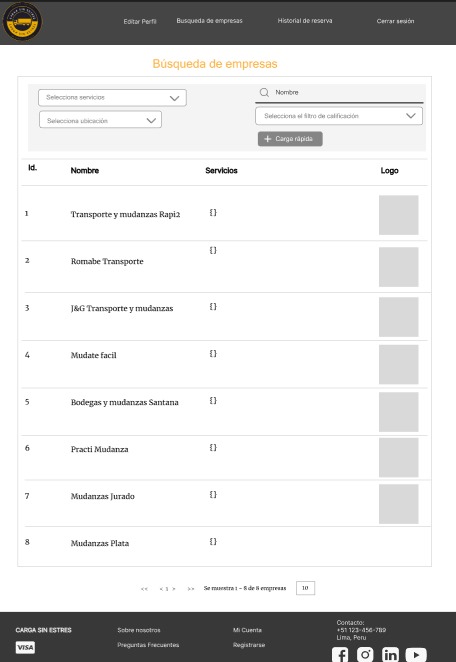 CARGA SIN ESTRES
Editar Perfil
Busqueda de empresas
Historial de reserva
Cerrar sesión
Búsqueda de empresas
Selecciona servicios
Nombre
Selecciona ubicación
Selecciona el filtro de calificación
+ Carga rápida
Id. Nombre Servicios Logo
1 Transporte y mudanzas Rapi2 {}
2 Romabe Transporte {}
3 J&G Transporte y mudanzas {}
4 Mudate facil {}
5 Bodegas y mudanzas Santana {}
6 Practi Mudanza {}
7 Mudanzas Jurado {}
8 Mudanzas Plata {}
<< < 1 > >> Se muestra 1 - 8 de 6 empresas 10
CARGA SIN ESTRES
VISA
Sobre nosotros
Preguntas Frecuentes
Mi Cuenta
Registrarse
Contacto:
+51 123-456-789
Lima, Peru